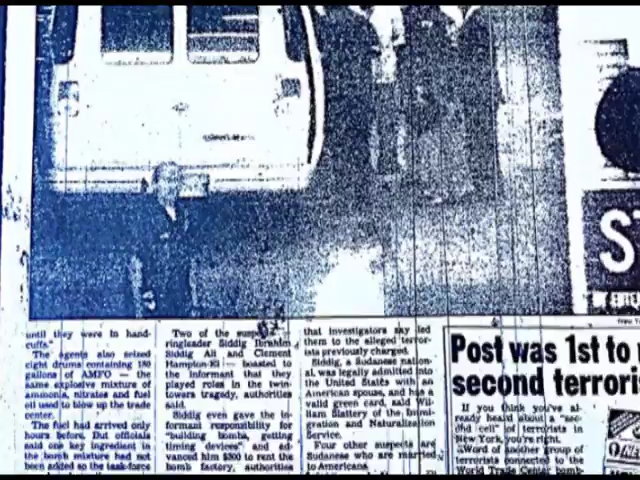 until they were in hand-
cuffs."
The agents also seized
eight drums containing 180
gallons of AMFO — the
same explosive mixture of
ammonia, nitrates and fuel
oil used to blow up the trade
center.
The fuel had arrived only
hours before. But officials
said one key ingredient in
the bomb mixture had not
been added so the task-force
Two of the suspects —
ringleader Siddig Ibrahim
Siddig Ali and Clement
Hampton-El — boasted to
the informant that they
played roles in the twin-
towers tragedy, authorities
said.
Siddig even gave the in-
formant responsibility for
"building bombs, getting
timing devices" and ad-
vanced him $300 to rent the
bomb factory, authorities
that investigators say led
them to the alleged terror-
ists previously charged.
Siddig, a Sudanese nation-
al, was legally admitted into
the United States with an
American spouse, and has a
valid green card, said Wil-
liam Slattery of the Immi-
gration and Naturalization
Service.
Four other suspects are
Sudanese who are married
to Americans.
Post was 1st to
second terrori
If you think you've al-
ready heard about a "sec-
cell" of terrorists in
New York, you're right.
Word of another group of
terrorists connected to the
World Trade Center bomb-
S